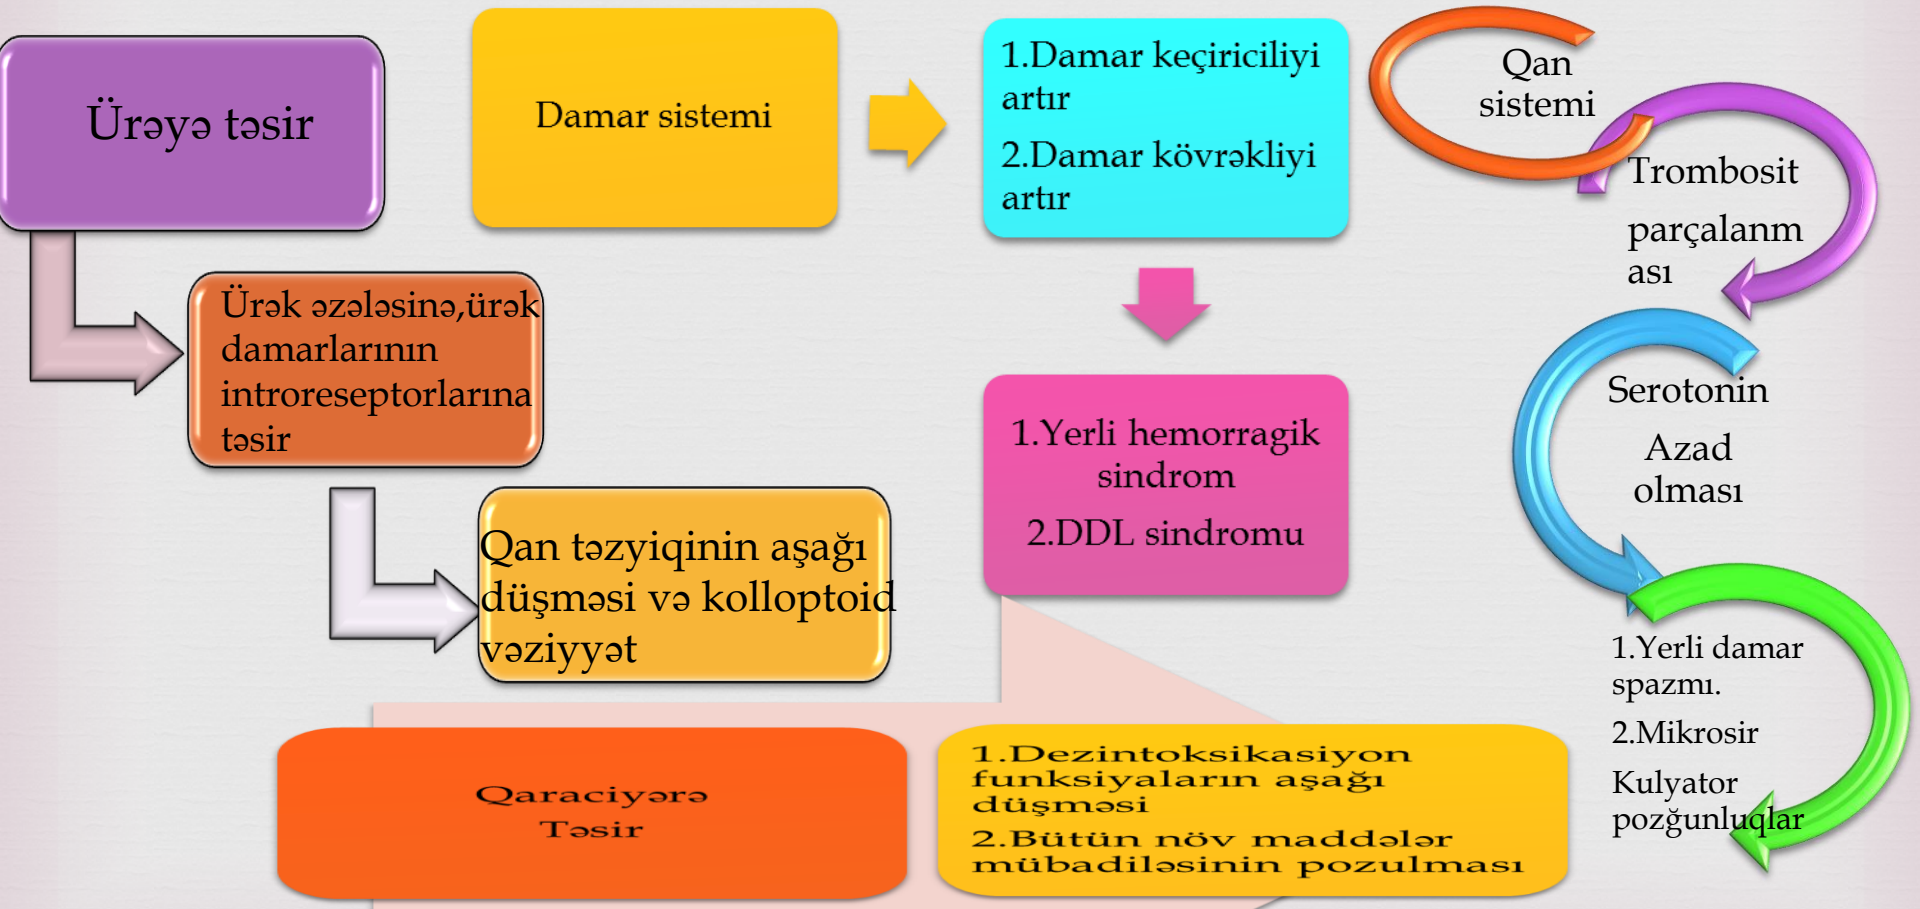 Ürəyə təsir
Ürək əzələsinə,ürək
damarlarının
introreseptorlarına
təsir
Qan təzyiqinin aşağı
düşməsi və kolloptoid
vəziyyət
Damar sistemi
1.Damar keçiriciliyi
artır
2.Damar kövrəkliyi
artır
1.Yerli hemorragik
sindrom
2.DDL sindromu
Qan
sistemi
Trombosit
parçalanm
ası
Serotonin
Azad
olması
1.Yerli damar
spazmı.
2.Mikrosir
Kulyator
pozğunluqlar
Qaraciyərə
Təsir
1.Dezintoksikasiyon
funksiyaların aşağı
düşməsi
2.Bütün növ maddələr
mübadiləsinin pozulması